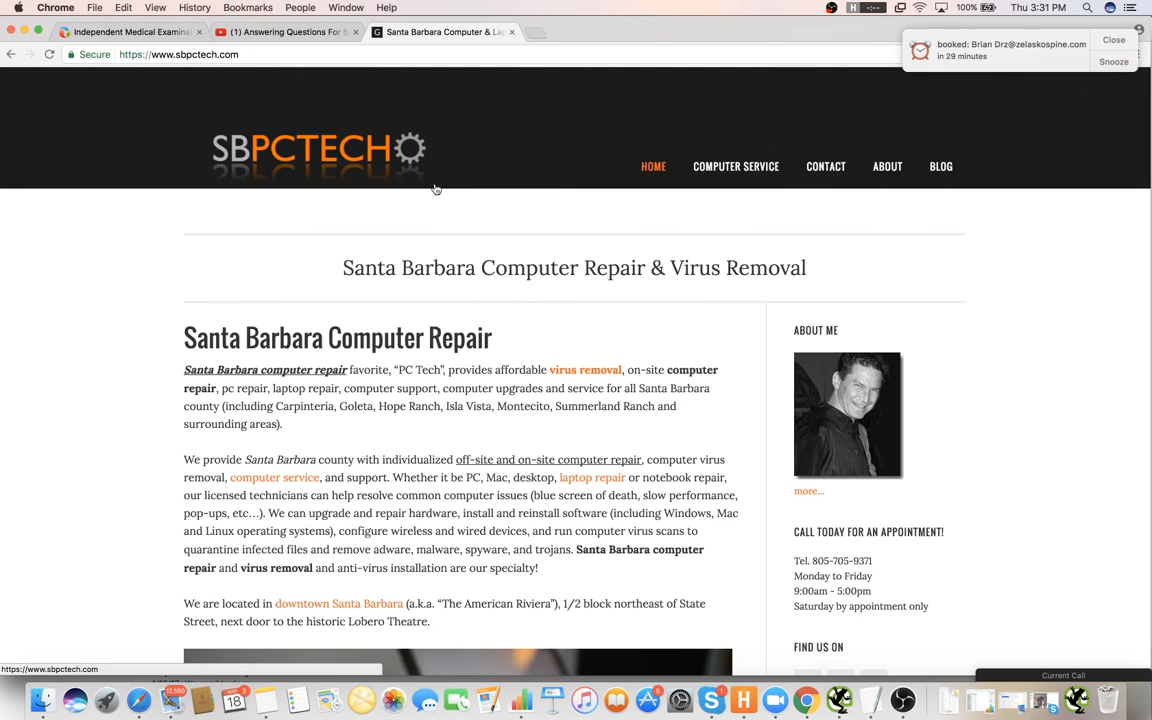 Chrome File Edit View History Bookmarks People Window Help
H -:-- 100% Thu 3:31 PM
Independent Medical Examina × (1) Answering Questions For S × Santa Barbara Computer & La ×
Secure https://www.sbpctech.com
booked: Brian Drz@zelaskospine.com
in 29 minutes
Close
Snooze
SBPCTECH
HOME COMPUTER SERVICE CONTACT ABOUT BLOG
Santa Barbara Computer Repair & Virus Removal
Santa Barbara Computer Repair
Santa Barbara computer repair favorite, “PC Tech”, provides affordable virus removal, on-site computer
repair, pc repair, laptop repair, computer support, computer upgrades and service for all Santa Barbara
county (including Carpinteria, Goleta, Hope Ranch, Isla Vista, Montecito, Summerland Ranch and
surrounding areas).
We provide Santa Barbara county with individualized off-site and on-site computer repair, computer virus
removal, computer service, and support. Whether it be PC, Mac, desktop, laptop repair or notebook repair,
our licensed technicians can help resolve common computer issues (blue screen of death, slow performance,
pop-ups, etc…). We can upgrade and repair hardware, install and reinstall software (including Windows, Mac
and Linux operating systems), configure wireless and wired devices, and run computer virus scans to
quarantine infected files and remove adware, malware, spyware, and trojans. Santa Barbara computer
repair and virus removal and anti-virus installation are our specialty!
We are located in downtown Santa Barbara (a.k.a. “The American Riviera”), 1/2 block northeast of State
Street, next door to the historic Lobero Theatre.
ABOUT ME
more...
CALL TODAY FOR AN APPOINTMENT!
Tel. 805-705-9371
Monday to Friday
9:00am - 5:00pm
Saturday by appointment only
FIND US ON
https://www.sbpctech.com
Current Call
12,560
18